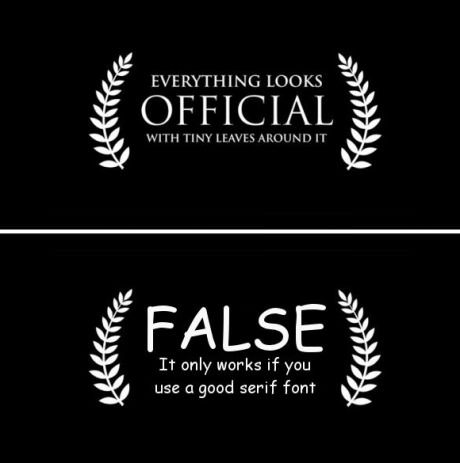 EVERYTHING LOOKS
OFFICIAL
WITH TINY LEAVES AROUND IT
FALSE
It only works if you
use a good serif font